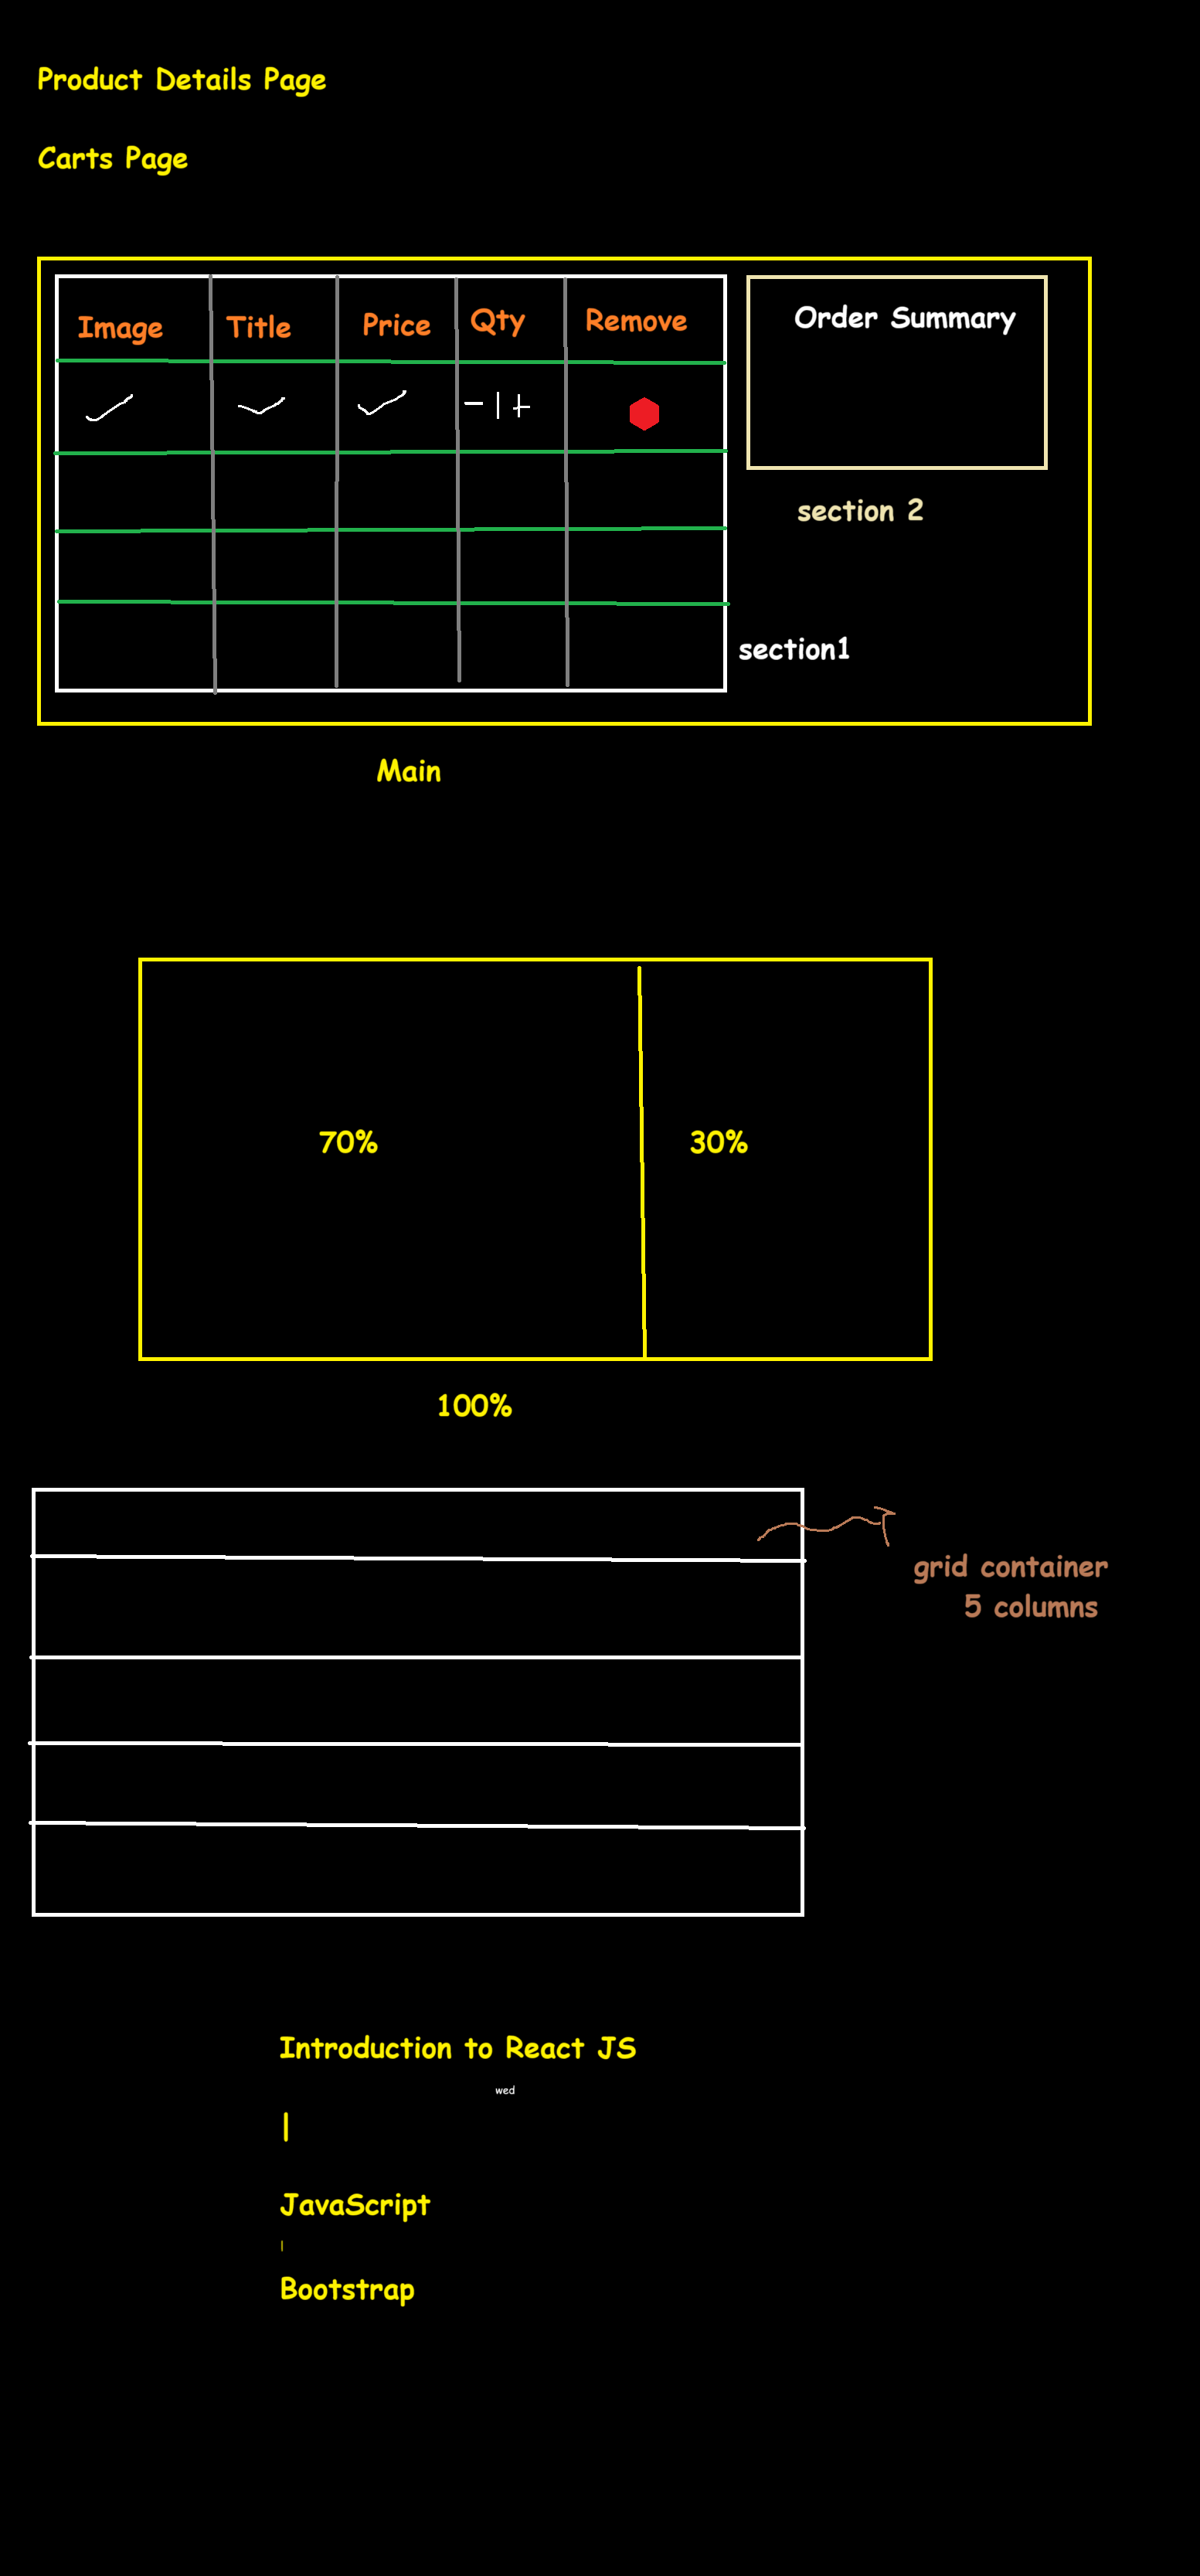 Product Details Page
Carts Page
Image Title Price Qty Remove
Order Summary
- | +
section 2
section1
Main
70% 30%
100%
grid container
5 columns
Introduction to React JS
wed
JavaScript
Bootstrap